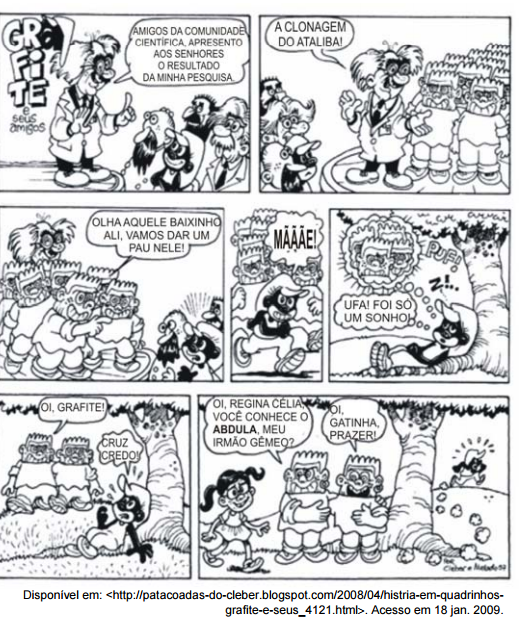 GRAFITE
e
seus
amigos
AMIGOS DA COMUNIDADE
CIENTÍFICA, APRESENTO
AOS SENHORES
O RESULTADO
DA MINHA PESQUISA.
A CLONAGEM
DO ATALIBA!
OLHA AQUELE BAIXINHO
ALI, VAMOS DAR UM
PAU NELE!
MÃÃÃE!
PUF!
Z!..
UFA! FOI SÓ
UM SONHO!
OI, GRAFITE!
CRUZ
CREDO!
OI, REGINA CÉLIA,
VOCÊ CONHECE O
ABDULA, MEU
IRMÃO GÊMEO?
OI,
GATINHA,
PRAZER!
POR:
Disponível em: <http://patacoadas-do-cleber.blogspot.com/2008/04/histria-em-quadrinhos-
grafite-e-seus_4121.html>. Acesso em 18 jan. 2009.